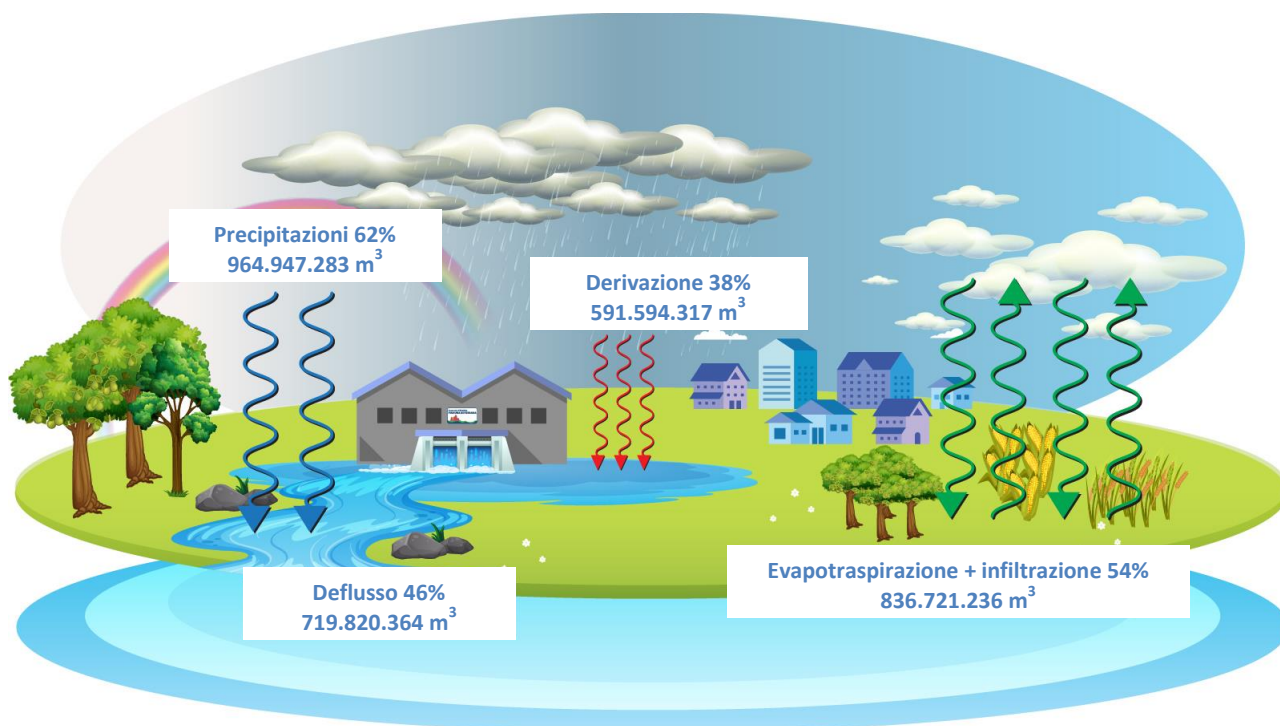 Precipitazioni 62%
964.947.283 m³
Derivazione 38%
591.594.317 m³
Deflusso 46%
719.820.364 m³
Evapotraspirazione + infiltrazione 54%
836.721.236 m³